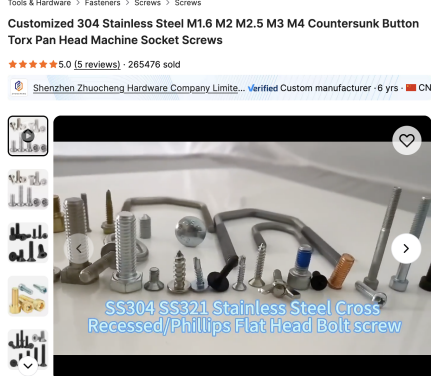 Tools & Hardware > Fasteners > Screws > Screws
Customized 304 Stainless Steel M1.6 M2 M2.5 M3 M4 Countersunk Button
Torx Pan Head Machine Socket Screws
5.0 (5 reviews) · 265476 sold
Shenzhen Zhuocheng Hardware Company Limite... Verified Custom manufacturer · 6 yrs · CN
SS304 SS321 Stainless Steel Cross
Recessed/Phillips Flat Head Bolt screw